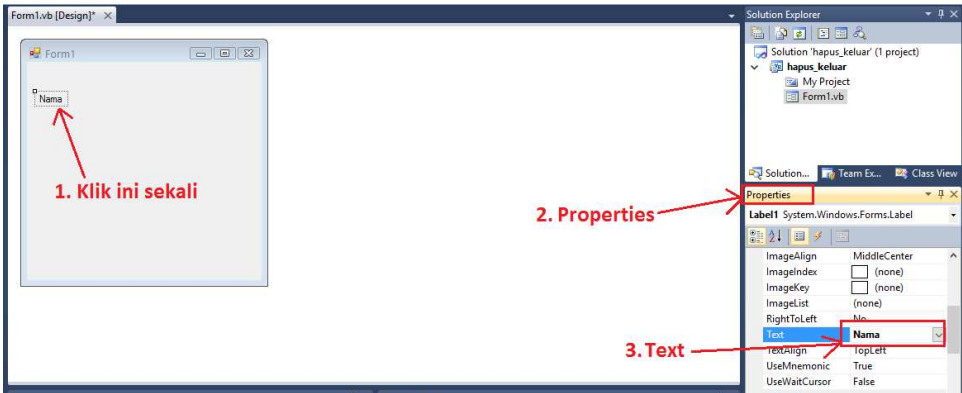 Form1.vb [Design]*
Form1
Nama
1. Klik ini sekali
2. Properties
3. Text
Solution Explorer
Solution 'hapus_keluar' (1 project)
hapus_keluar
My Project
Form1.vb
Solution... Team Ex... Class View
Properties
Label1 System.Windows.Forms.Label
ImageAlign MiddleCenter
ImageIndex (none)
ImageKey (none)
ImageList (none)
RightToLeft No
Text Nama
TextAlign TopLeft
UseMnemonic True
UseWaitCursor False